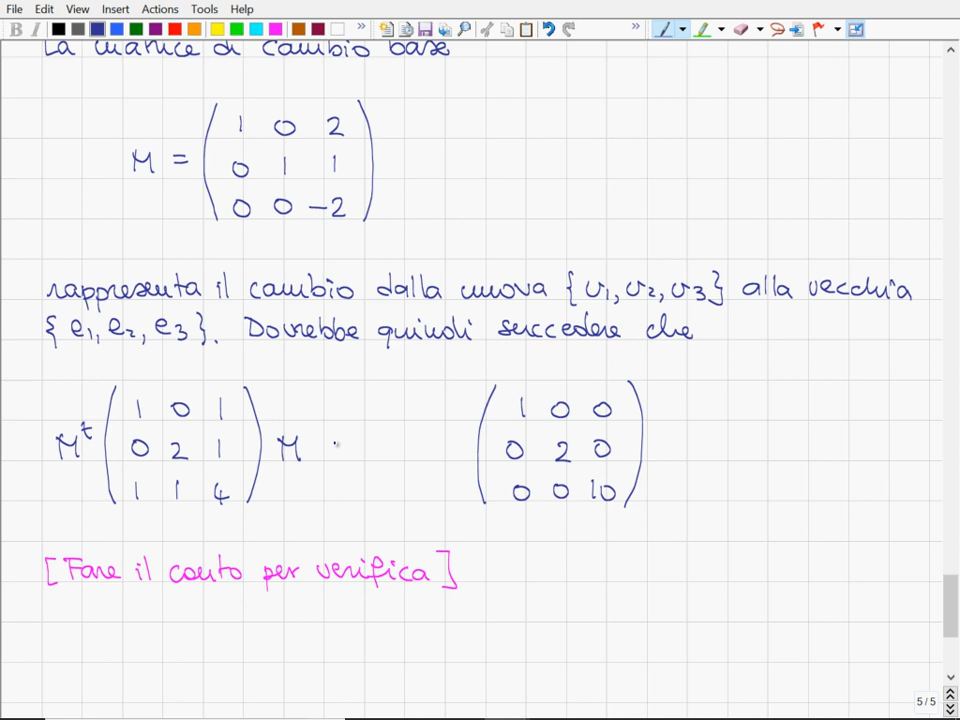 File Edit View Insert Actions Tools Help
B I
La matrice di cambio base
M = ( 1 0 2
0 1 1
0 0 -2 )
rappresenta il cambio dalla nuova {v1, v2, v3} alla vecchia
{e1, e2, e3}. Dovrebbe quindi succedere che
M^t ( 1 0 1 ) M ( 1 0 0 )
( 0 2 1 ) ( 0 2 0 )
( 1 1 4 ) ( 0 0 10 )
[Fare il conto per verifica]
5 / 5